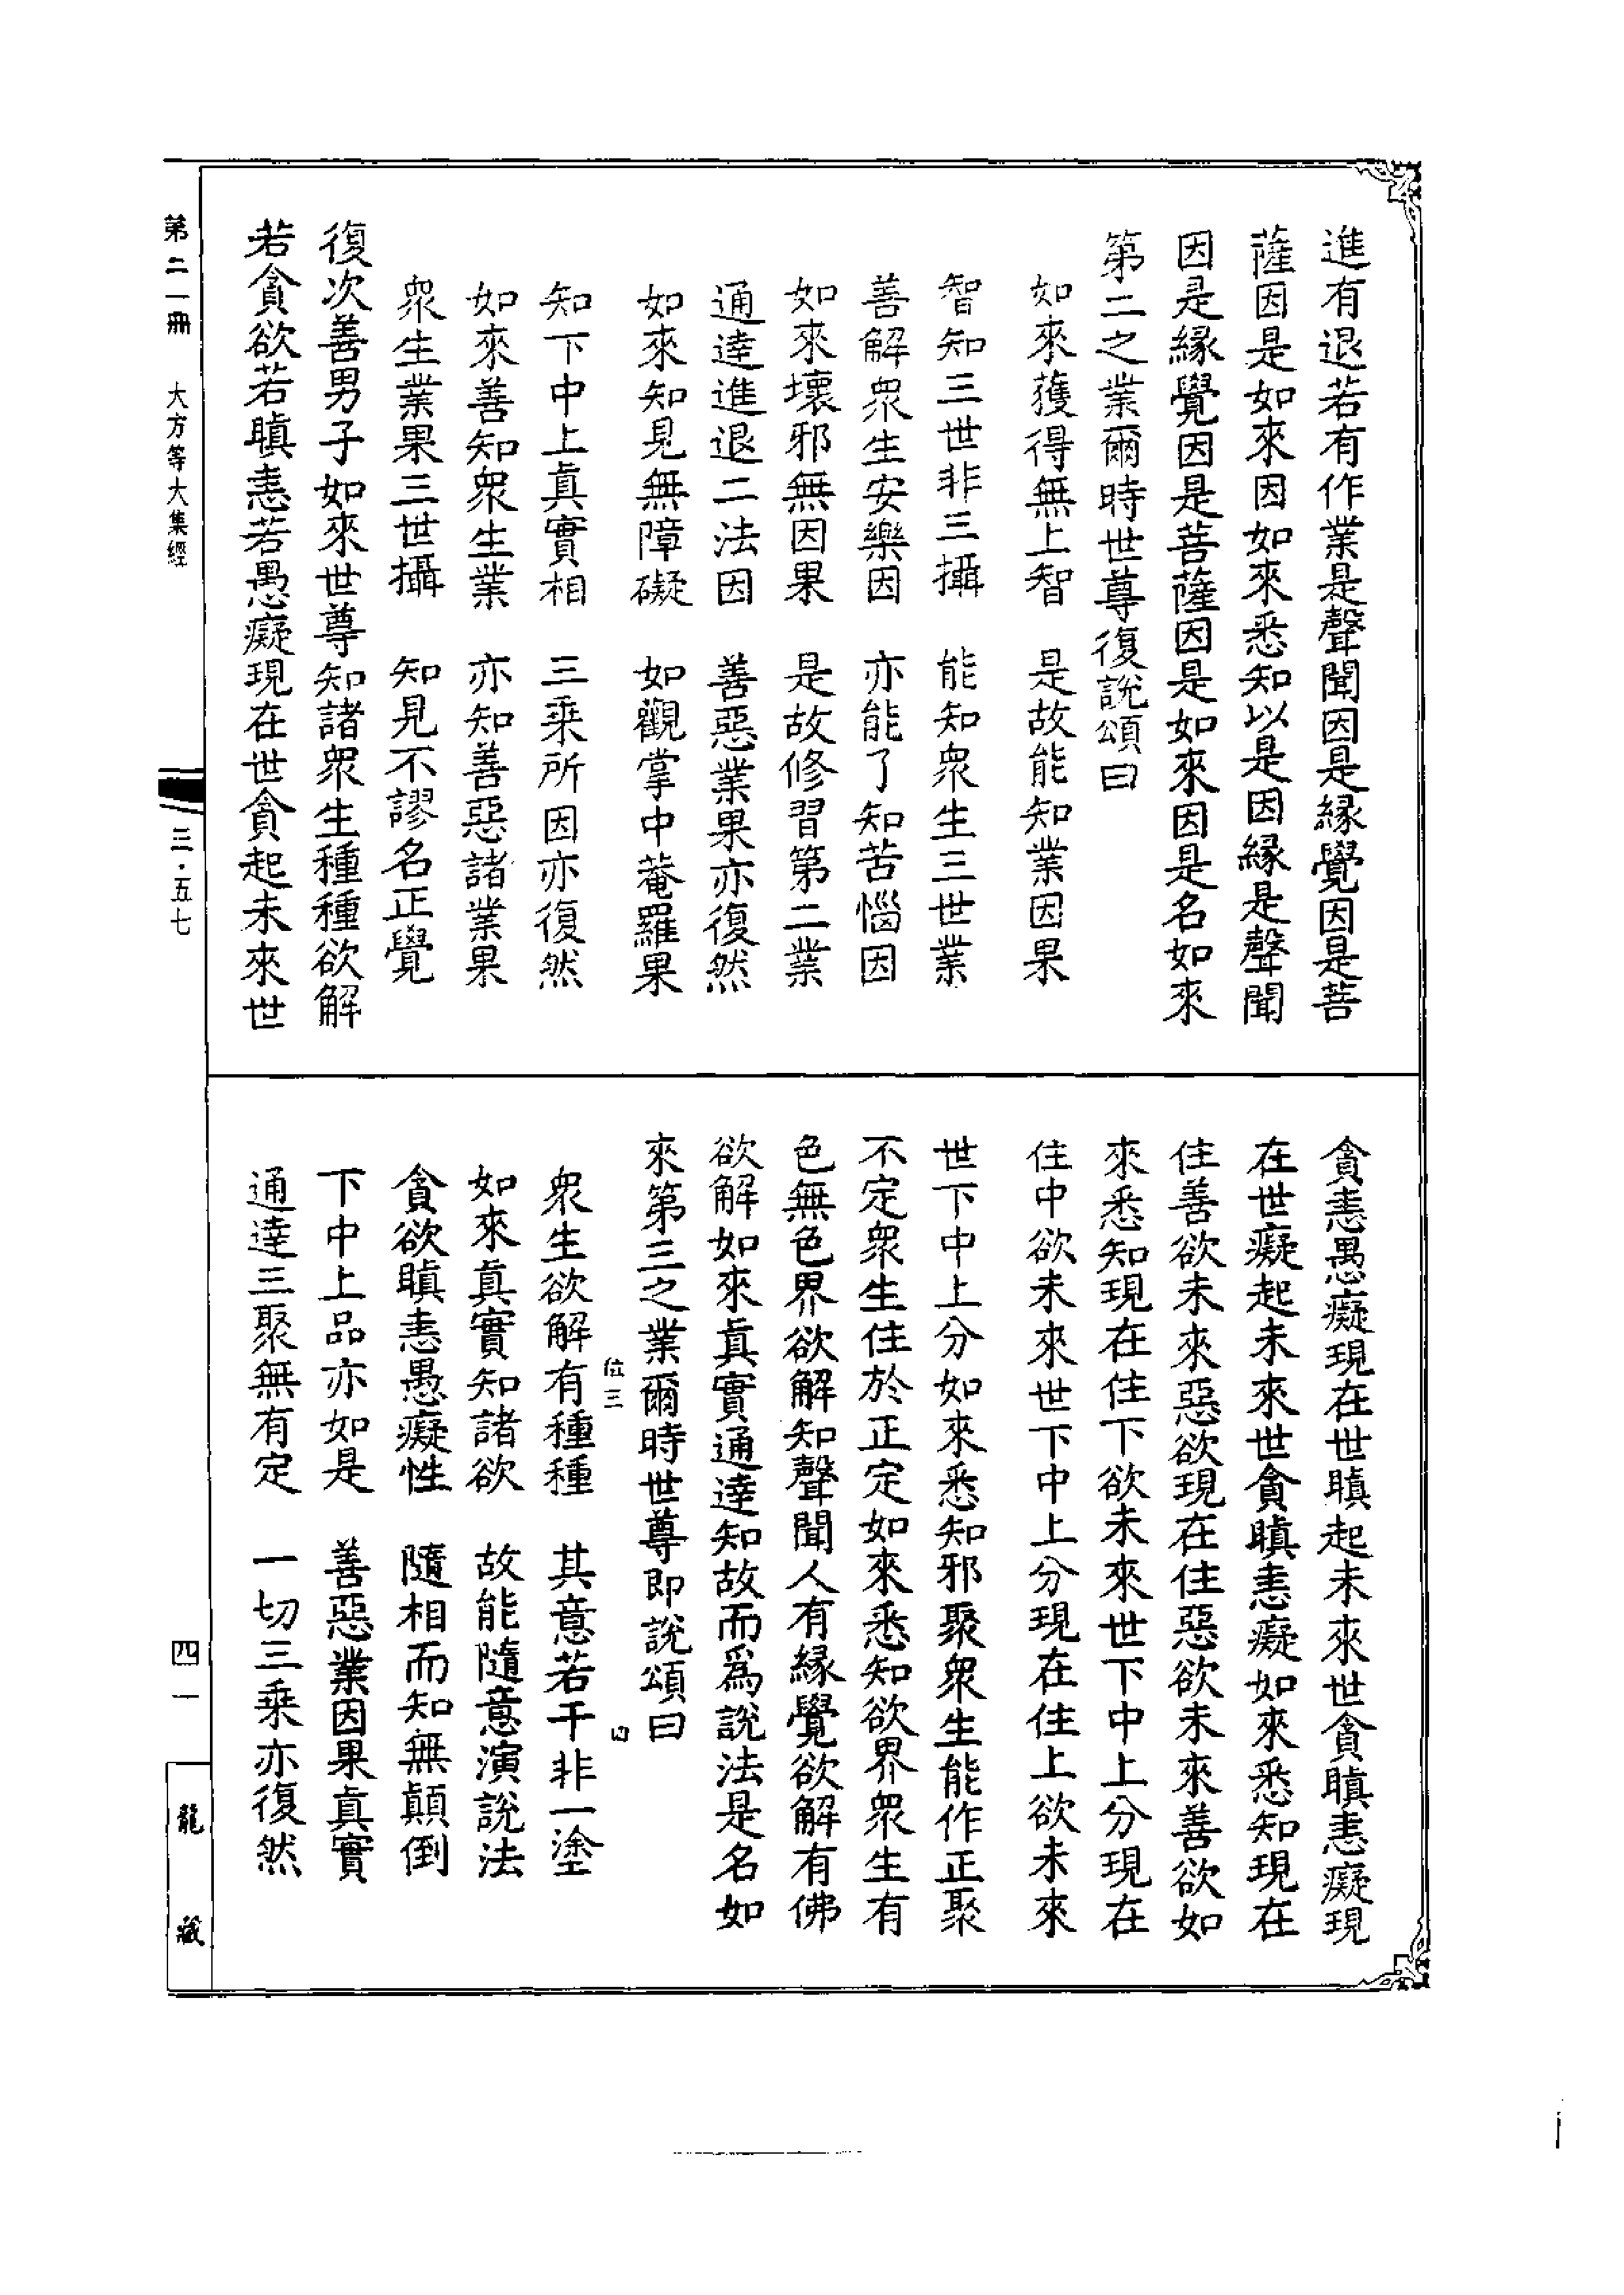 進有退若有作業是聲聞因是緣覺因是菩
薩因是如來因如來悉知以是因緣是聲聞
因是緣覺因是菩薩因是如來因是名如來
第二之業爾時世尊復說頌曰
如來獲得無上智　是故能知業因果
智知三世非三攝　能知衆生三世業
善解衆生安樂因　亦能了知苦惱因
如來壞邪無因果　是故修習第二業
通達進退二法因　善惡業果亦復然
如來知見無障礙　如觀掌中菴羅果
知下中上真實相　三乘所因亦復然
如來善知衆生業　亦知善惡諸業果
衆生業果三世攝　知見不謬名正覺
復次善男子如來世尊知諸衆生種種欲解
若貪欲若瞋恚若愚癡現在世貪起未來世
貪恚愚癡現在世瞋起未來世貪瞋恚癡現
在世癡起未來世貪瞋恚癡如來悉知現在
住善欲未來惡欲現在住惡欲未來善欲如
來悉知現在住下欲未來世下中上分現在
住中欲未來世下中上分現在住上欲未來
世下中上分如來悉知邪聚衆生能作正聚
不定衆生住於正定如來悉知欲界衆生有
色無色界欲解知聲聞人有緣覺欲解有佛
欲解如來真實通達知故而爲說法是名如
來第三之業爾時世尊即說頌曰
位三
衆生欲解有種種　其意若干非一塗
如來真實知諸欲　故能隨意演說法
貪欲瞋恚愚癡性　隨相而知無顛倒
下中上品亦如是　善惡業因果真實
通達三聚無有定　一切三乘亦復然
第二一冊　大方等大集經
三·五七
四一
龍藏